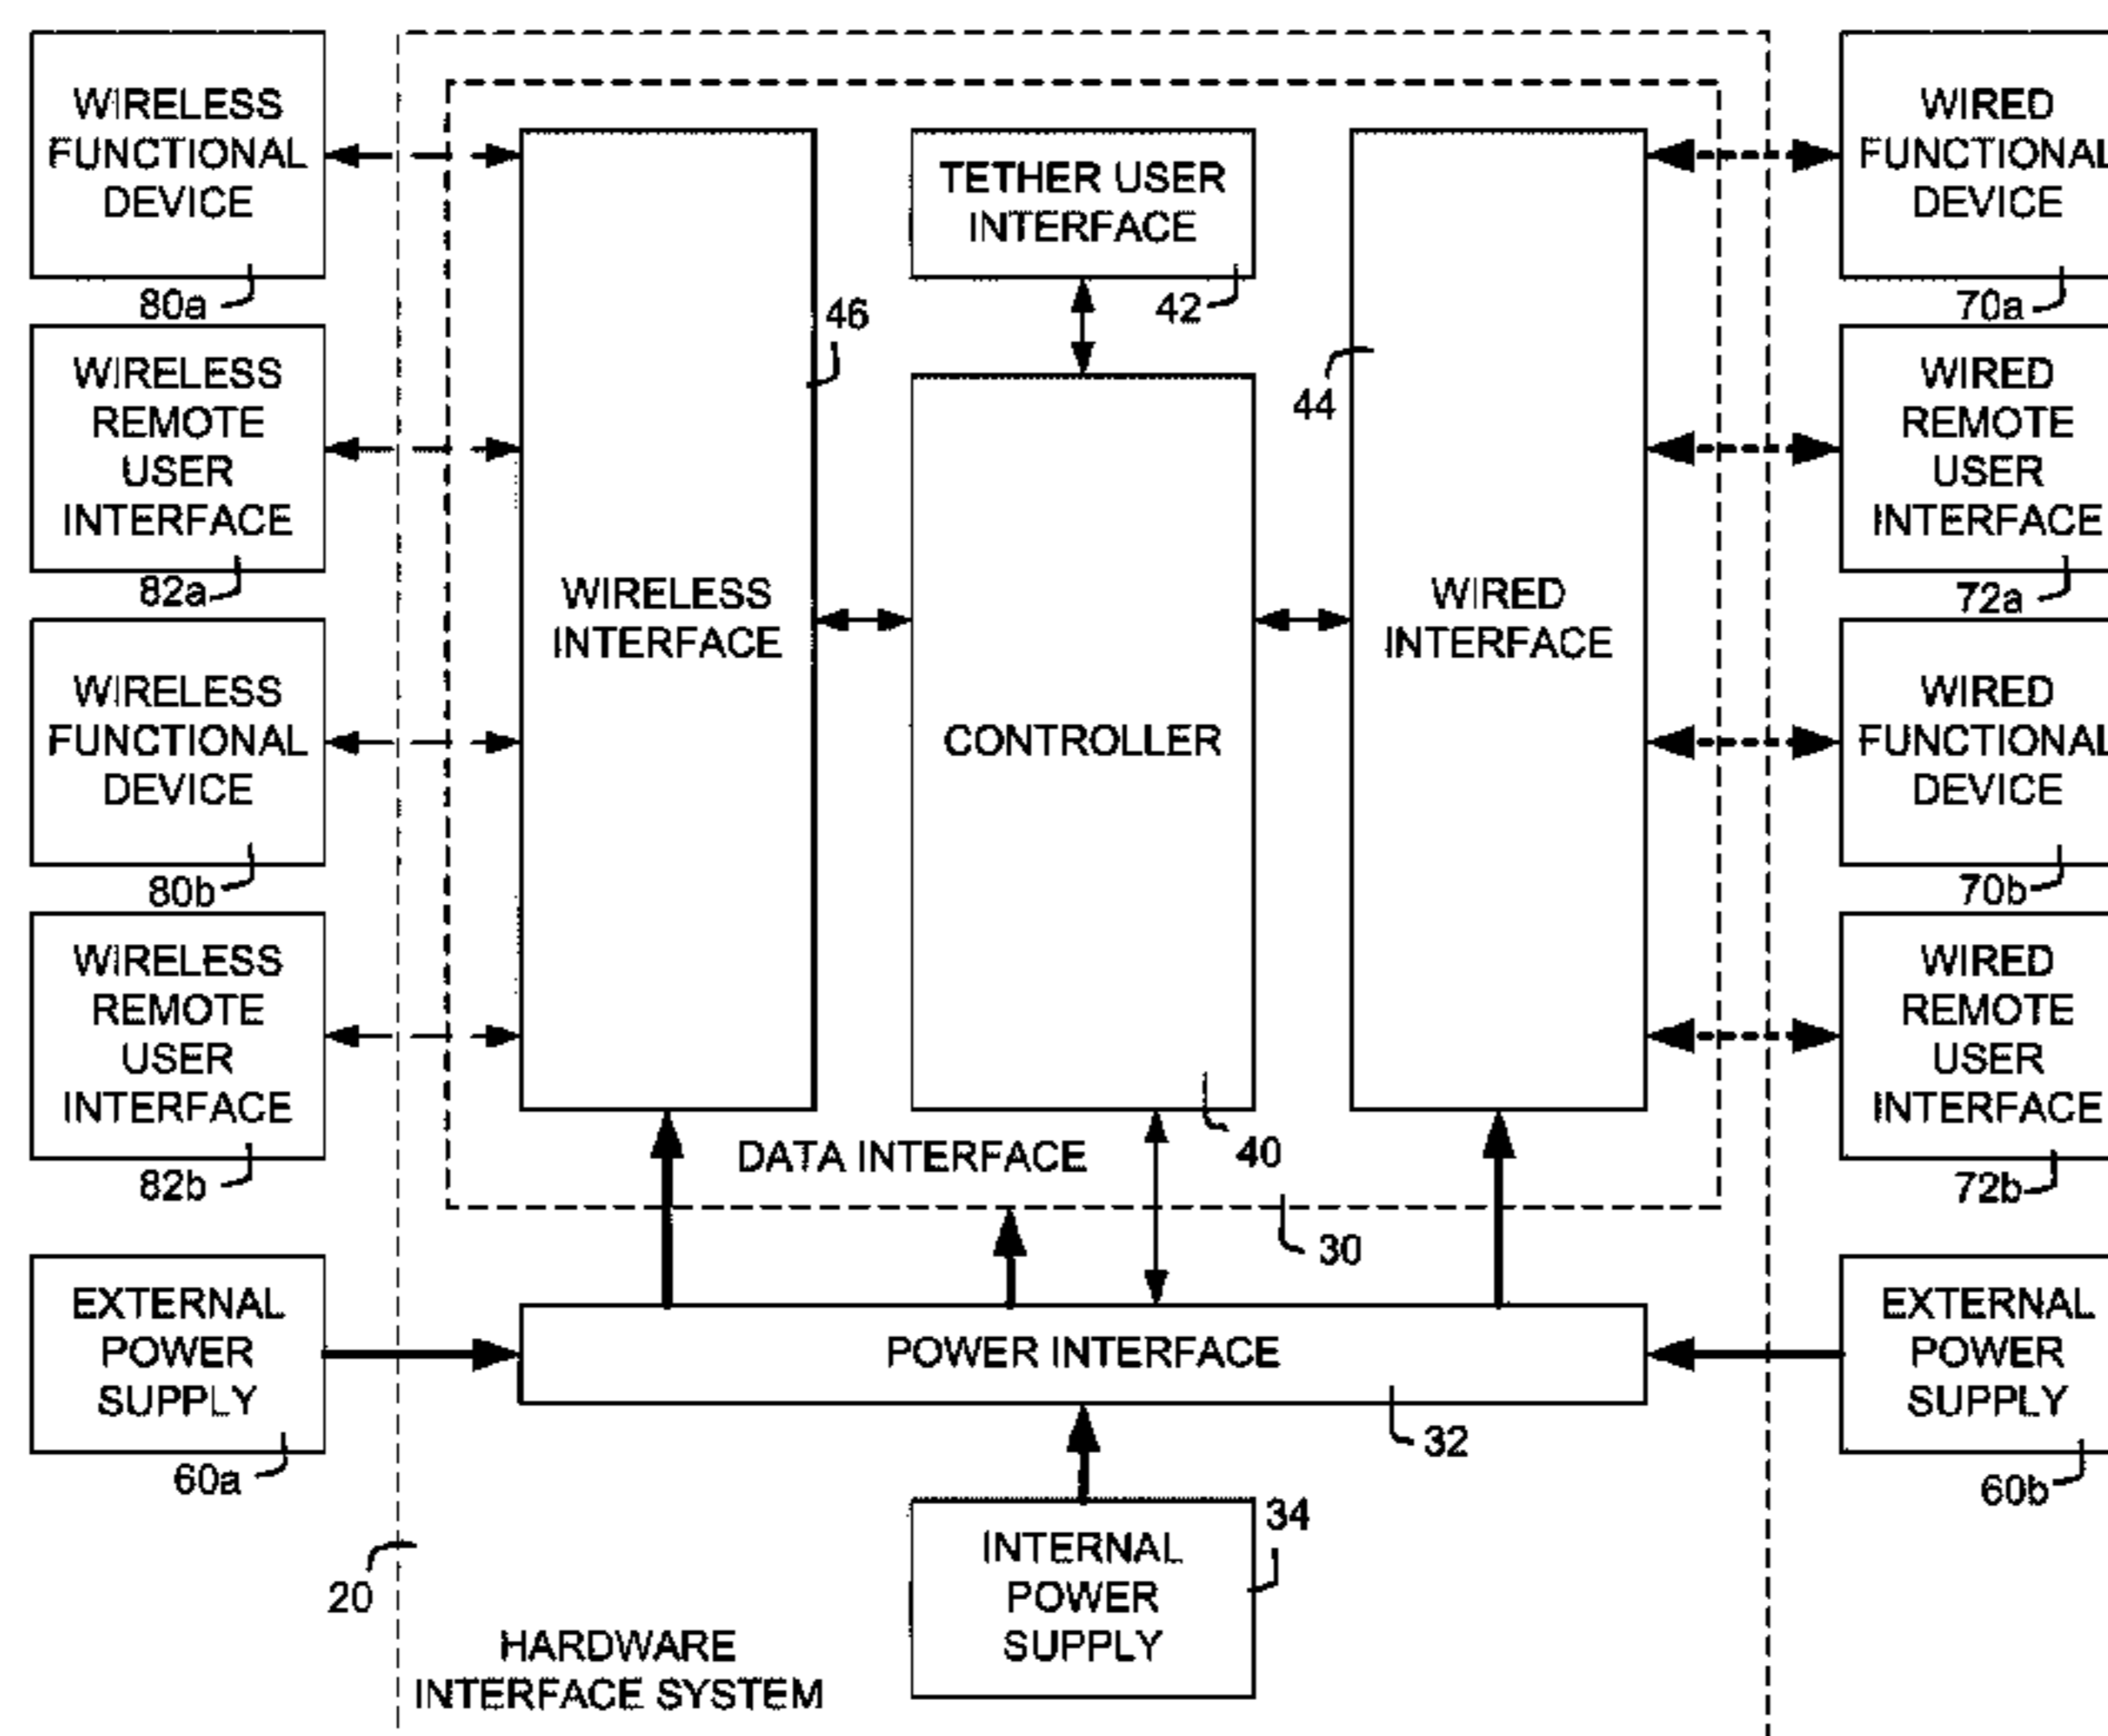 WIRELESS
FUNCTIONAL
DEVICE
80a
WIRELESS
REMOTE
USER
INTERFACE
82a
WIRELESS
FUNCTIONAL
DEVICE
80b
WIRELESS
REMOTE
USER
INTERFACE
82b
EXTERNAL
POWER
SUPPLY
60a
20
HARDWARE
INTERFACE SYSTEM
WIRELESS
INTERFACE
46
TETHER USER
INTERFACE
42
CONTROLLER
40
WIRED
INTERFACE
44
DATA INTERFACE
30
POWER INTERFACE
32
INTERNAL
POWER
SUPPLY
34
WIRED
FUNCTIONAL
DEVICE
70a
WIRED
REMOTE
USER
INTERFACE
72a
WIRED
FUNCTIONAL
DEVICE
70b
WIRED
REMOTE
USER
INTERFACE
72b
EXTERNAL
POWER
SUPPLY
60b